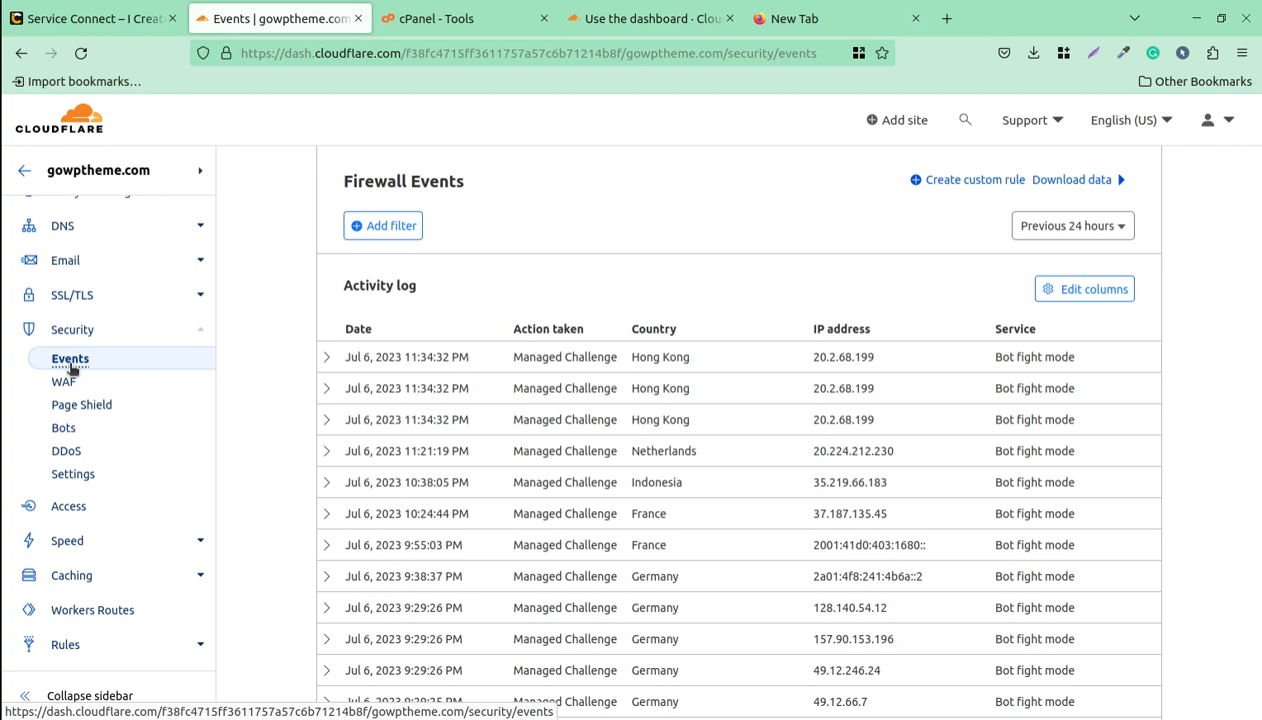 Service Connect – I Creat
Events | gowptheme.com
cPanel - Tools
Use the dashboard · Clou
New Tab
https://dash.cloudflare.com/f38fc4715ff3611757a57c6b71214b8f/gowptheme.com/security/events
Import bookmarks…
Other Bookmarks
CLOUDFLARE
Add site
Support
English (US)
gowptheme.com
DNS
Email
SSL/TLS
Security
Events
WAF
Page Shield
Bots
DDoS
Settings
Access
Speed
Caching
Workers Routes
Rules
Collapse sidebar
Firewall Events
Create custom rule Download data
Add filter
Previous 24 hours
Activity log
Edit columns
Date Action taken Country IP address Service
Jul 6, 2023 11:34:32 PM Managed Challenge Hong Kong 20.2.68.199 Bot fight mode
Jul 6, 2023 11:34:32 PM Managed Challenge Hong Kong 20.2.68.199 Bot fight mode
Jul 6, 2023 11:34:32 PM Managed Challenge Hong Kong 20.2.68.199 Bot fight mode
Jul 6, 2023 11:21:19 PM Managed Challenge Netherlands 20.224.212.230 Bot fight mode
Jul 6, 2023 10:38:05 PM Managed Challenge Indonesia 35.219.66.183 Bot fight mode
Jul 6, 2023 10:24:44 PM Managed Challenge France 37.187.135.45 Bot fight mode
Jul 6, 2023 9:55:03 PM Managed Challenge France 2001:41d0:403:1680:: Bot fight mode
Jul 6, 2023 9:38:37 PM Managed Challenge Germany 2a01:4f8:241:4b6a::2 Bot fight mode
Jul 6, 2023 9:29:26 PM Managed Challenge Germany 128.140.54.12 Bot fight mode
Jul 6, 2023 9:29:26 PM Managed Challenge Germany 157.90.153.196 Bot fight mode
Jul 6, 2023 9:29:26 PM Managed Challenge Germany 49.12.246.24 Bot fight mode
Jul 6, 2023 9:29:25 PM Managed Challenge Germany 49.12.66.7 Bot fight mode
https://dash.cloudflare.com/f38fc4715ff3611757a57c6b71214b8f/gowptheme.com/security/events